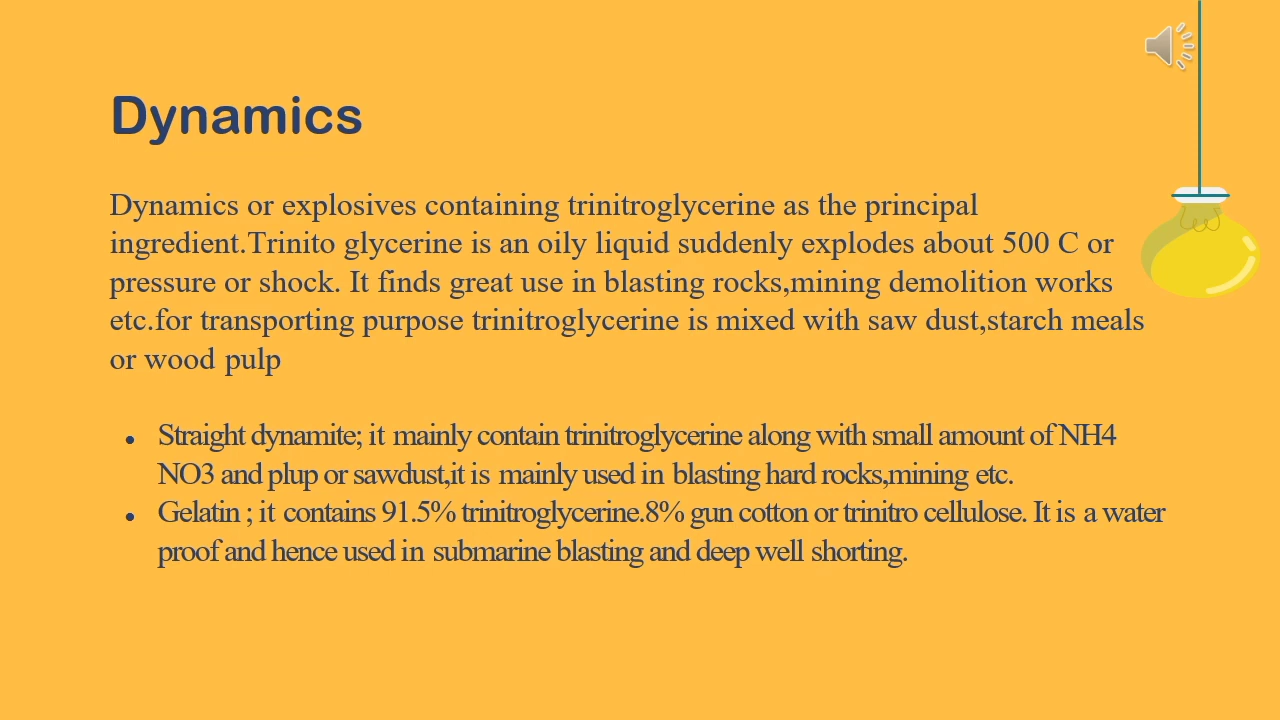 Dynamics
Dynamics or explosives containing trinitroglycerine as the principal
ingredient.Trinito glycerine is an oily liquid suddenly explodes about 500 C or
pressure or shock. It finds great use in blasting rocks,mining demolition works
etc.for transporting purpose trinitroglycerine is mixed with saw dust,starch meals
or wood pulp
• Straight dynamite; it mainly contain trinitroglycerine along with small amount of NH4
NO3 and plup or sawdust,it is mainly used in blasting hard rocks,mining etc.
• Gelatin ; it contains 91.5% trinitroglycerine.8% gun cotton or trinitro cellulose. It is a water
proof and hence used in submarine blasting and deep well shorting.